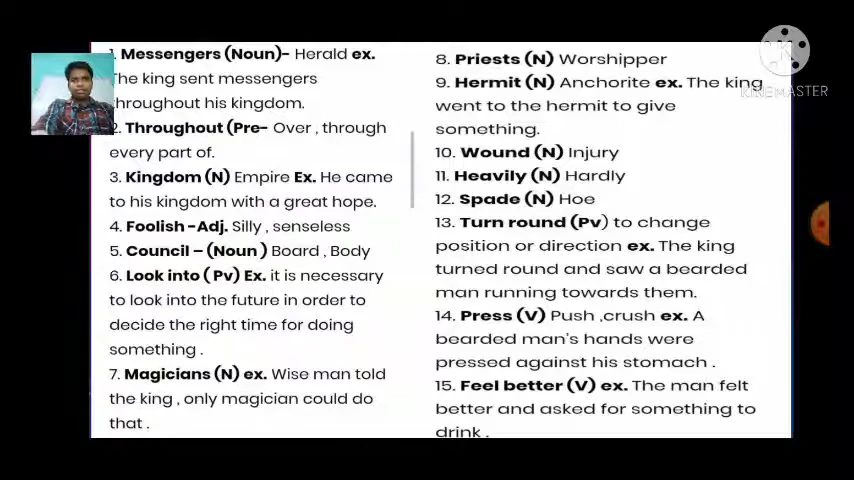 1. Messengers (Noun)- Herald ex.
The king sent messengers
throughout his kingdom.
2. Throughout (Pre- Over , through
every part of.
3. Kingdom (N) Empire Ex. He came
to his kingdom with a great hope.
4. Foolish -Adj. Silly , senseless
5. Council – (Noun ) Board , Body
6. Look into ( Pv) Ex. it is necessary
to look into the future in order to
decide the right time for doing
something .
7. Magicians (N) ex. Wise man told
the king , only magician could do
that .
8. Priests (N) Worshipper
9. Hermit (N) Anchorite ex. The king
went to the hermit to give
something.
10. Wound (N) Injury
11. Heavily (N) Hardly
12. Spade (N) Hoe
13. Turn round (Pv) to change
position or direction ex. The king
turned round and saw a bearded
man running towards them.
14. Press (V) Push ,crush ex. A
bearded man's hands were
pressed against his stomach .
15. Feel better (V) ex. The man felt
better and asked for something to
drink .
KINEMASTER